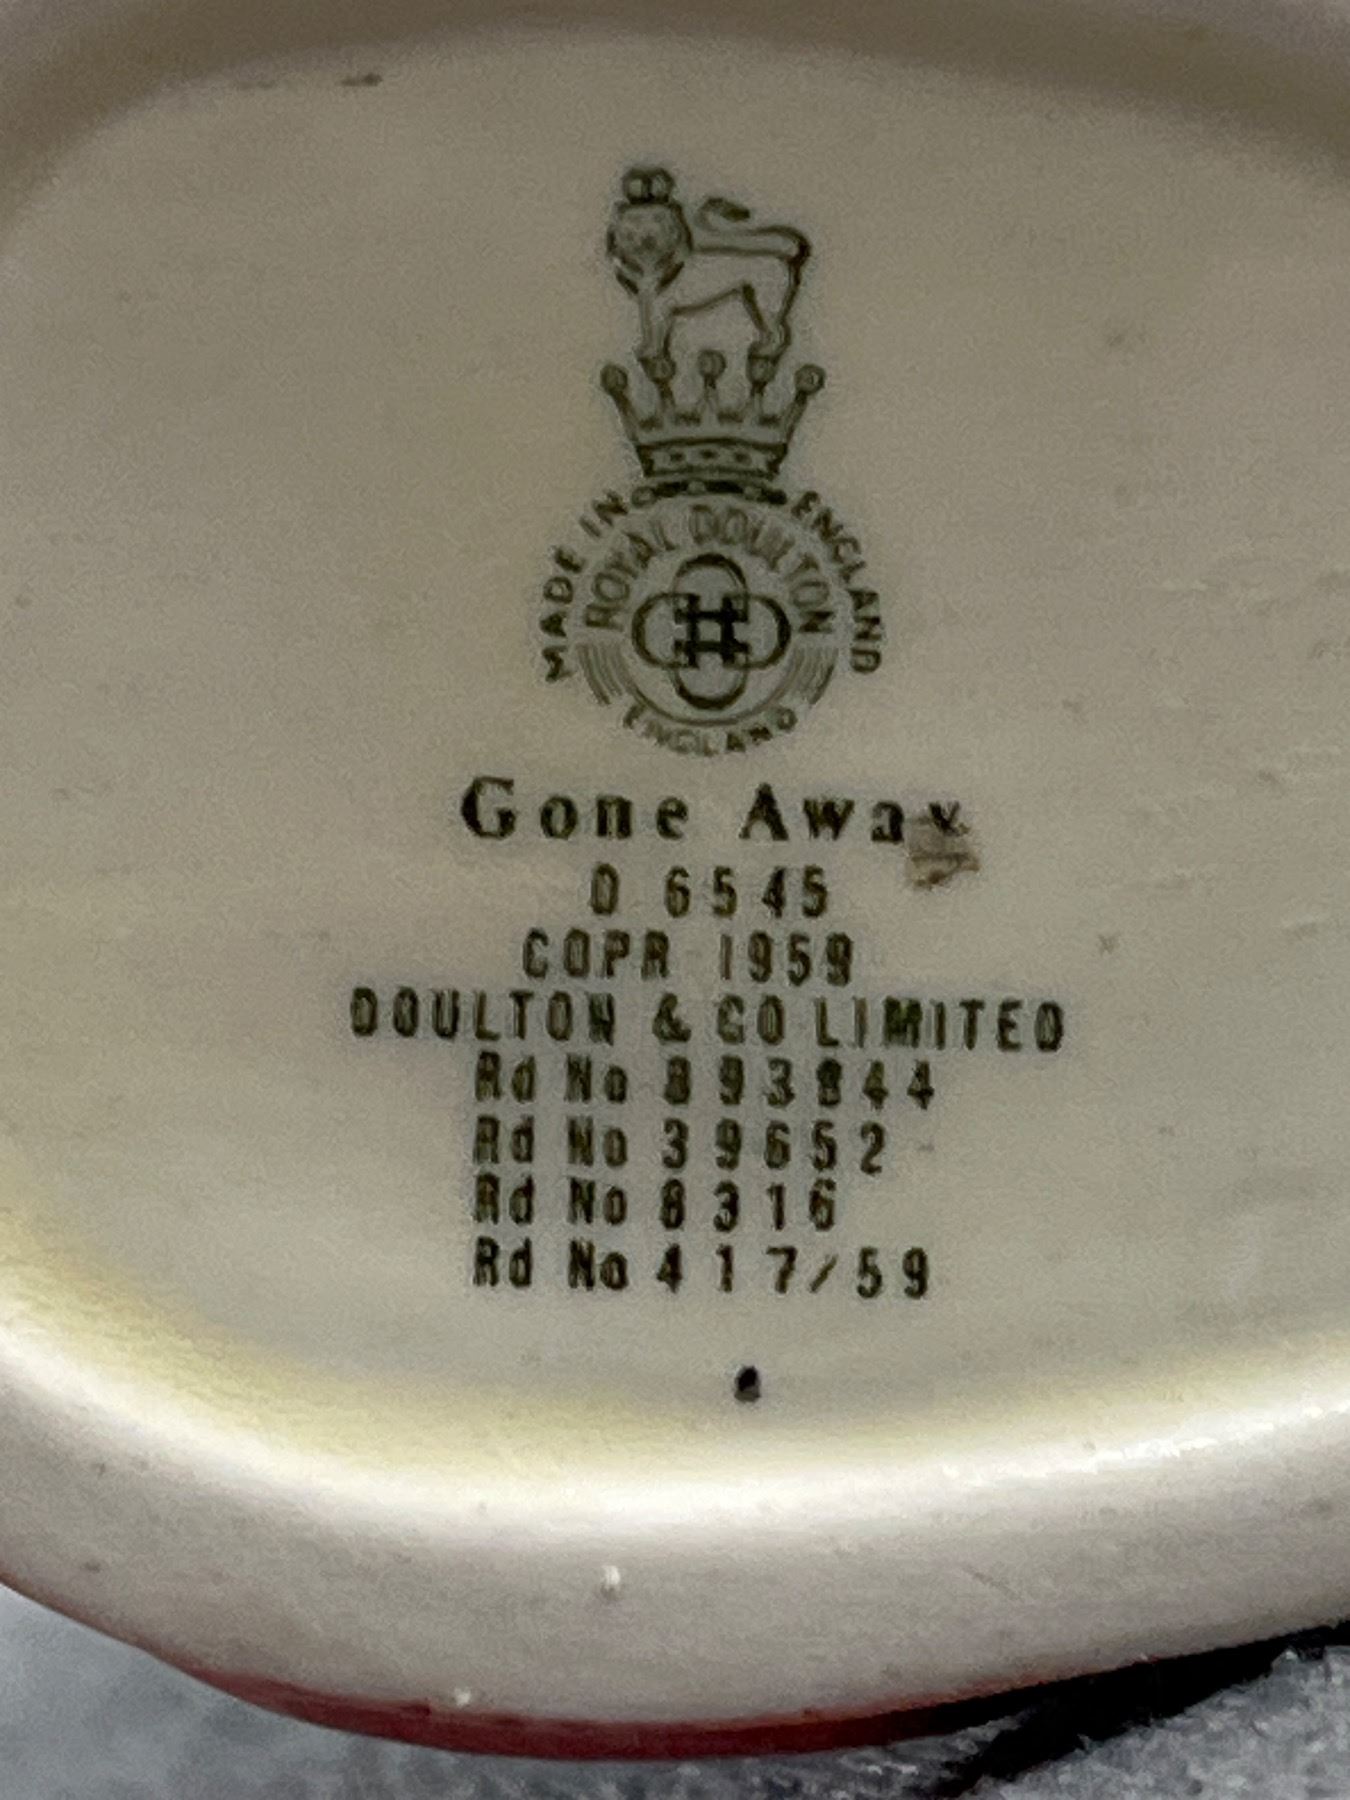 MADE IN ENGLAND
ROYAL DOULTON
ENGLAND
Gone Away
D 6545
COPR 1959
DOULTON & CO LIMITED
Rd No 893844
Rd No 39652
Rd No 8316
Rd No 417/59